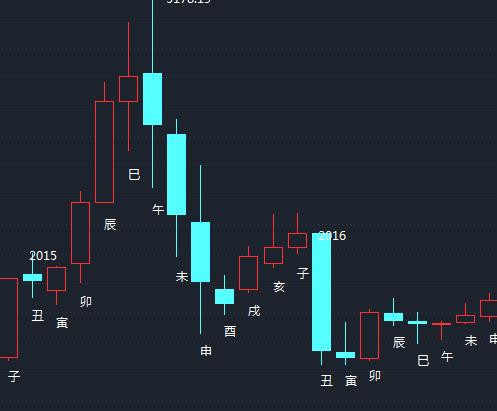 5178.19
2015
2016
子
丑
寅
卯
辰
巳
午
未
申
酉
戌
亥
子
丑
寅
卯
辰
巳
午
未
申